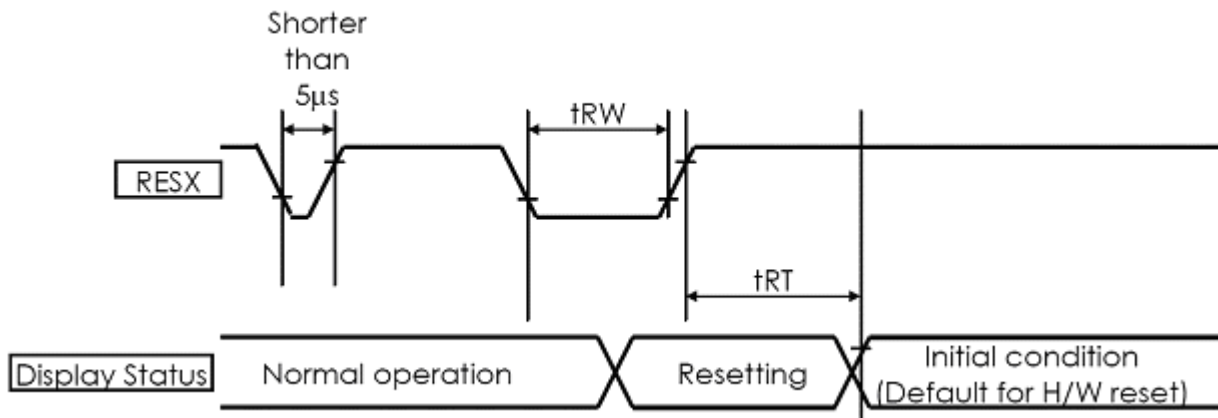 Shorter
than
5μs
tRW
RESX
tRT
Display Status
Normal operation
Resetting
Initial condition
(Default for H/W reset)